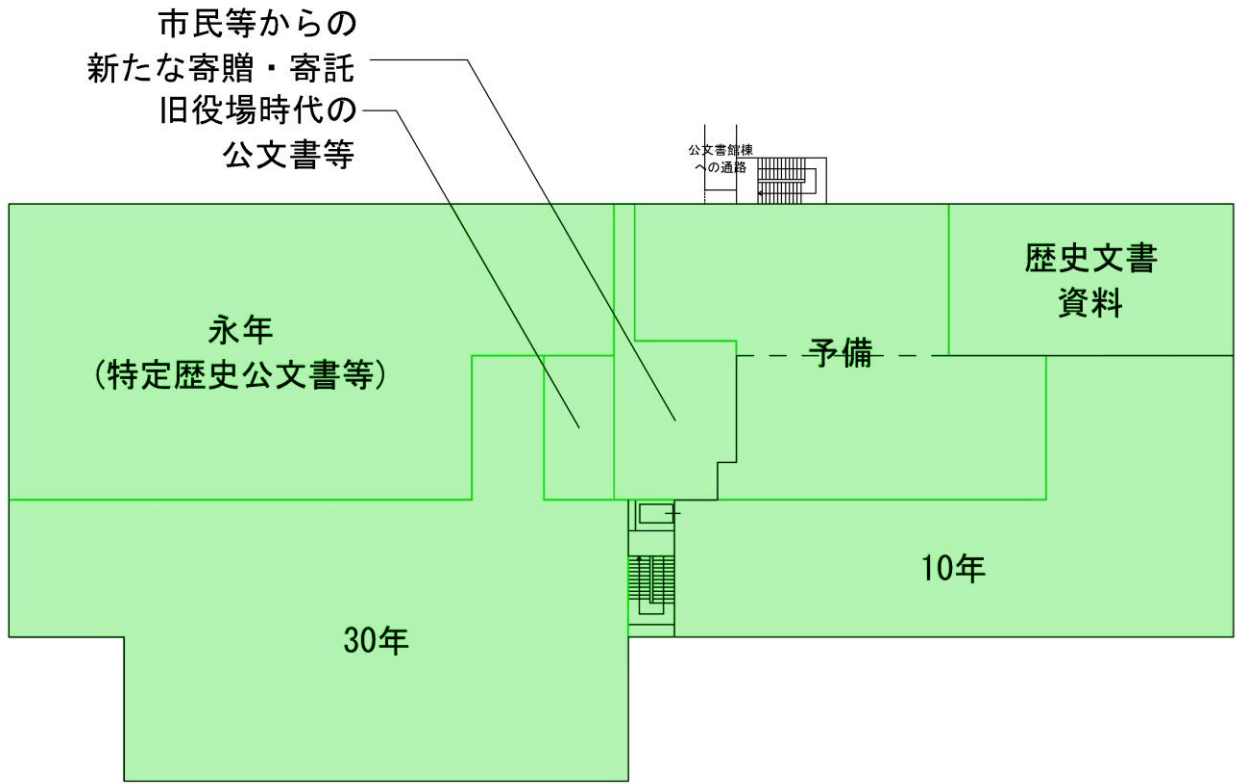 市民等からの
新たな寄贈・寄託
旧役場時代の
公文書等
公文書館棟
への通路
歴史文書
資料
永年
(特定歴史公文書等)
予備
10年
30年